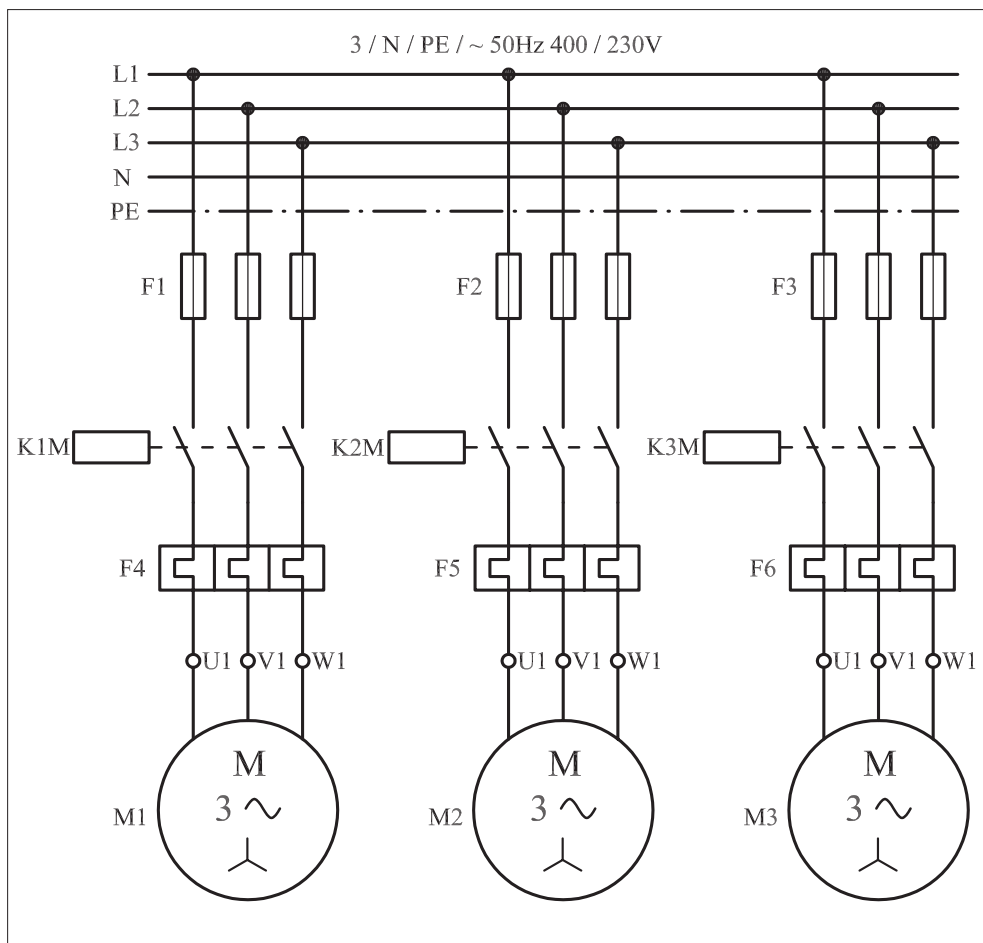 3 / N / PE / ~ 50Hz 400 / 230V
L1
L2
L3
N
PE
F1 F2 F3
K1M K2M K3M
F4 F5 F6
U1 V1 W1 U1 V1 W1 U1 V1 W1
M M M
M1 3 M2 3 M3 3